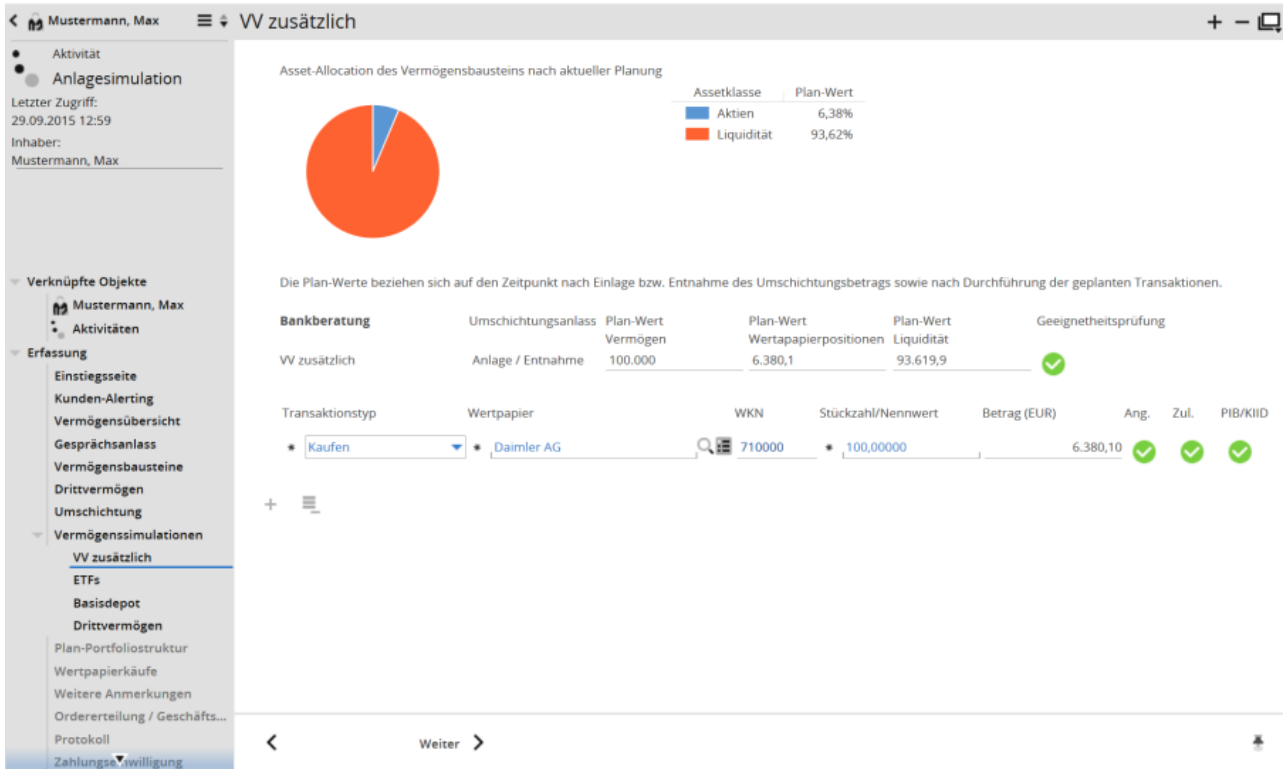 Mustermann, Max
VV zusätzlich
Aktivität
Anlagesimulation
Letzter Zugriff:
29.09.2015 12:59
Inhaber:
Mustermann, Max
Verknüpfte Objekte
Mustermann, Max
Aktivitäten
Erfassung
Einstiegsseite
Kunden-Alerting
Vermögensübersicht
Gesprächsanlass
Vermögensbausteine
Drittvermögen
Umschichtung
Vermögenssimulationen
VV zusätzlich
ETFs
Basisdepot
Drittvermögen
Plan-Portfoliostruktur
Wertpapierkäufe
Weitere Anmerkungen
Ordererteilung / Geschäfts...
Protokoll
Asset-Allocation des Vermögensbausteins nach aktueller Planung
Assetklasse Plan-Wert
Aktien 6,38%
Liquidität 93,62%
Die Plan-Werte beziehen sich auf den Zeitpunkt nach Einlage bzw. Entnahme des Umschichtungsbetrags sowie nach Durchführung der geplanten Transaktionen.
Bankberatung Umschichtungsanlass Plan-Wert Plan-Wert Plan-Wert Geeignetheitsprüfung
Vermögen Wertapapierpositionen Liquidität
VV zusätzlich Anlage / Entnahme 100.000 6.380,1 93.619,9
Transaktionstyp Wertpapier WKN Stückzahl/Nennwert Betrag (EUR) Ang. Zul. PIB/KIID
* Kaufen * Daimler AG 710000 * 100,00000 6.380,10
Weiter